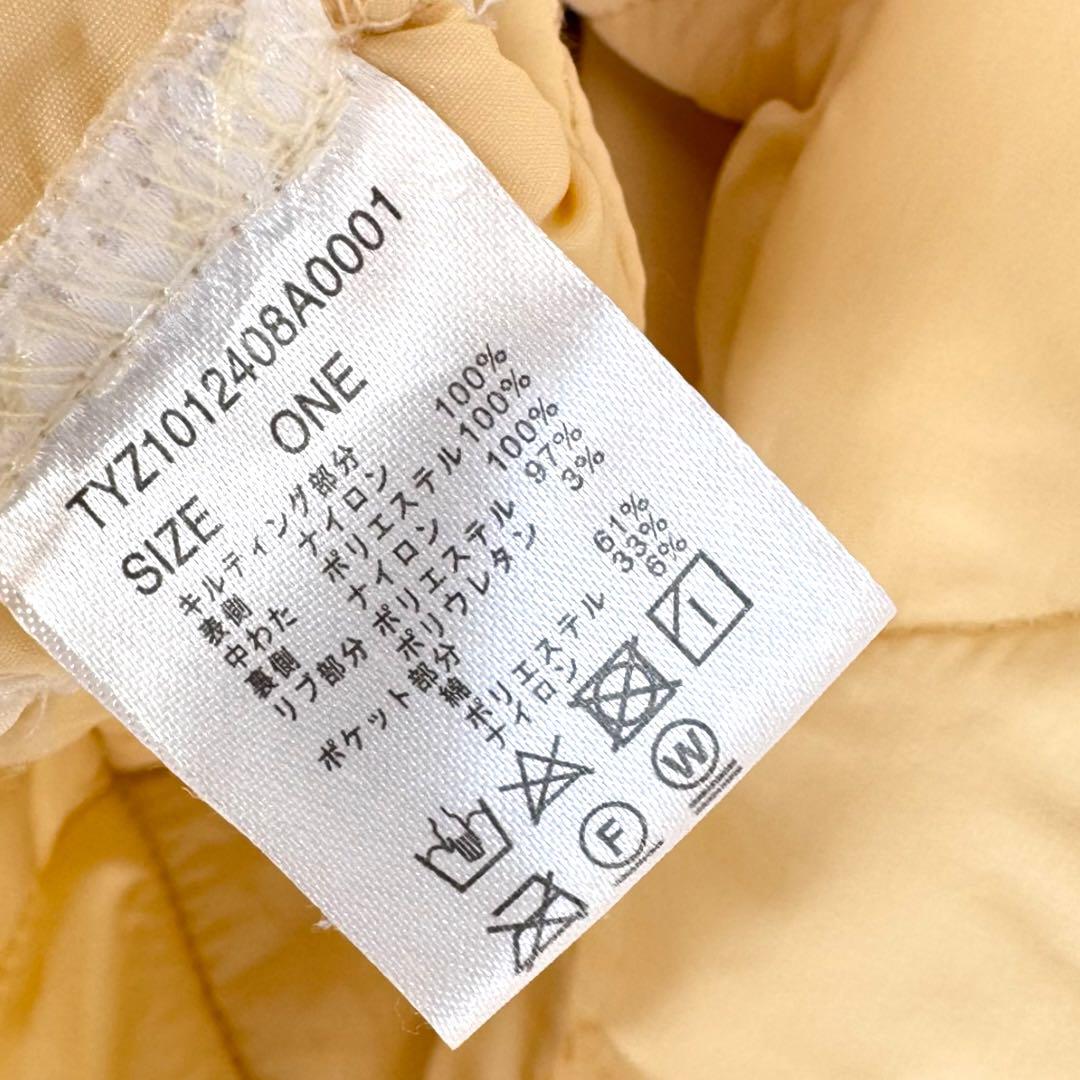 TYZ1012408A0001
SIZE ONE
キルティング部分
表側 ナイロン 100%
中わた ポリエステル 100%
裏側 ナイロン 100%
リブ部分 ポリエステル 97%
ポリウレタン 3%
ポケット部分
綿 61%
ポリエステル 33%
ナイロン 6%
F
W